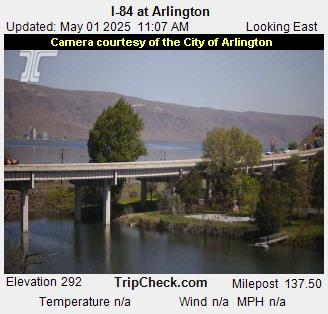 I-84 at Arlington
Updated: May 01 2025 11:07 AM Looking East
Camera courtesy of the City of Arlington
Elevation 292 TripCheck.com Milepost 137.50
Temperature n/a Wind n/a MPH n/a